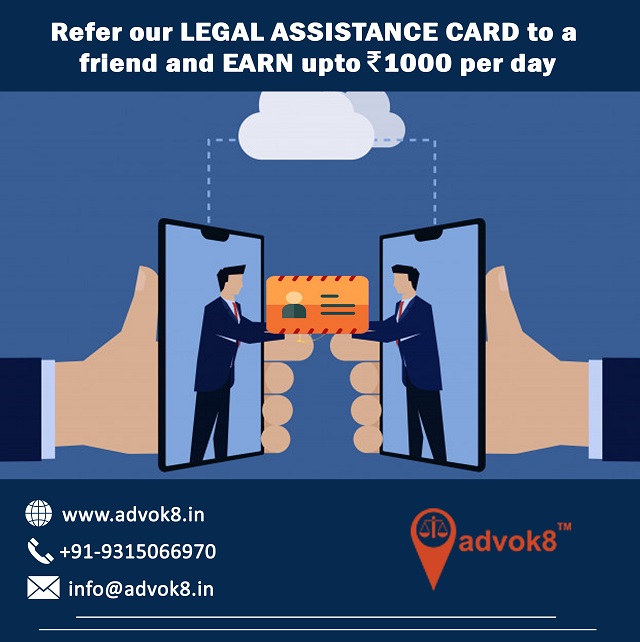 Refer our LEGAL ASSISTANCE CARD to a
friend and EARN upto ₹1000 per day
www.advok8.in
+91-9315066970
info@advok8.in
advok8™